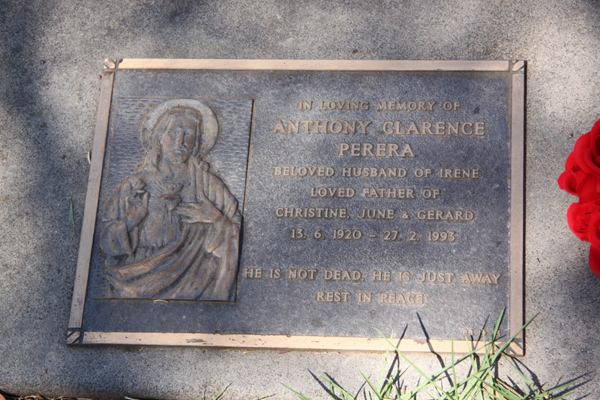 IN LOVING MEMORY OF
ANTHONY CLARENCE
PERERA
BELOVED HUSBAND OF IRENE
LOVED FATHER OF
CHRISTINE, JUNE & GERARD
13. 6. 1920 - 27. 2. 1993
HE IS NOT DEAD, HE IS JUST AWAY
REST IN PEACE